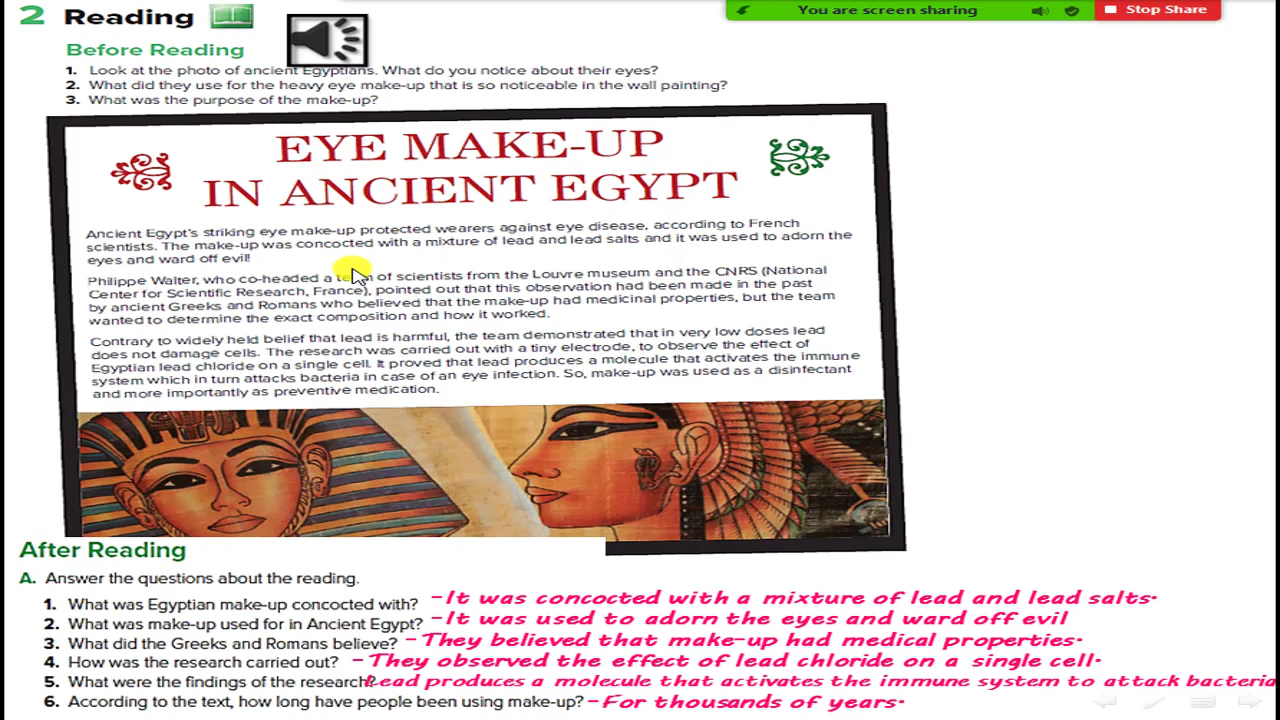 2 Reading
You are screen sharing
Stop Share
Before Reading
1. Look at the photo of ancient Egyptians. What do you notice about their eyes?
2. What did they use for the heavy eye make-up that is so noticeable in the wall painting?
3. What was the purpose of the make-up?
EYE MAKE-UP
IN ANCIENT EGYPT
Ancient Egypt's striking eye make-up protected wearers against eye disease, according to French
scientists. The make-up was concocted with a mixture of lead and lead salts and it was used to adorn the
eyes and ward off evil!
Philippe Walter, who co-headed a team of scientists from the Louvre museum and the CNRS (National
Center for Scientific Research, France), pointed out that this observation had been made in the past
by ancient Greeks and Romans who believed that the make-up had medicinal properties, but the team
wanted to determine the exact composition and how it worked.
Contrary to widely held belief that lead is harmful, the team demonstrated that in very low doses lead
does not damage cells. The research was carried out with a tiny electrode, to observe the effect of
Egyptian lead chloride on a single cell. It proved that lead produces a molecule that activates the immune
system which in turn attacks bacteria in case of an eye infection. So, make-up was used as a disinfectant
and more importantly as preventive medication.
After Reading
A. Answer the questions about the reading.
1. What was Egyptian make-up concocted with? -It was concocted with a mixture of lead and lead salts.
2. What was make-up used for in Ancient Egypt? -It was used to adorn the eyes and ward off evil
3. What did the Greeks and Romans believe? -They believed that make-up had medical properties.
4. How was the research carried out? -They observed the effect of lead chloride on a single cell.
5. What were the findings of the research? Lead produces a molecule that activates the immune system to attack bacteria
6. According to the text, how long have people been using make-up? -For thousands of years.